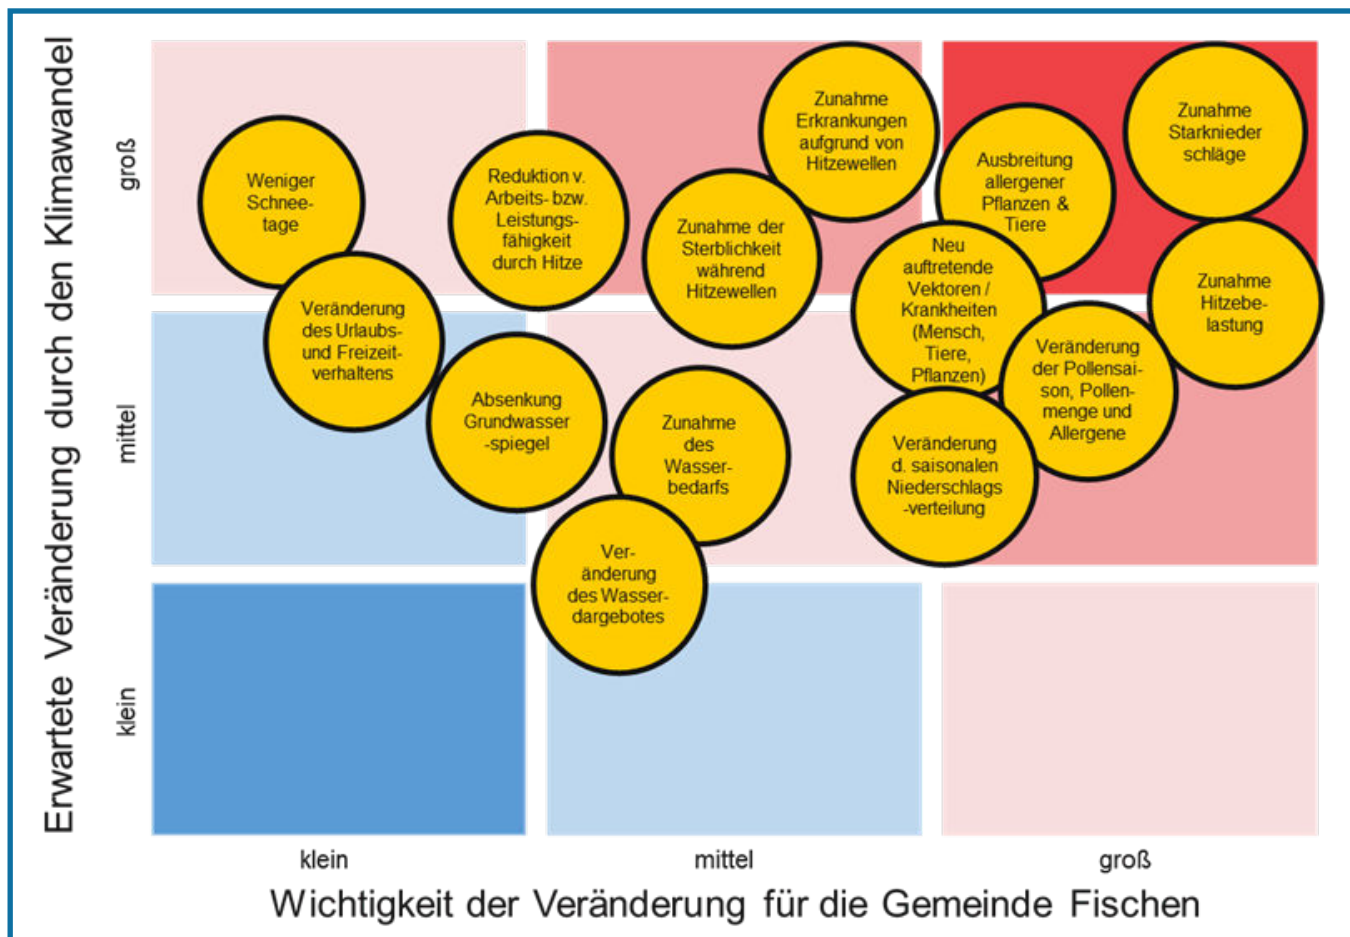 Erwartete Veränderung durch den Klimawandel
groß
mittel
klein
Weniger
Schnee-
tage
Veränderung
des Urlaubs-
und Freizeit-
verhaltens
Reduktion v.
Arbeits- bzw.
Leistungs-
fähigkeit
durch Hitze
Absenkung
Grundwasser
-spiegel
Zunahme der
Sterblichkeit
während
Hitzewellen
Zunahme
Erkrankungen
aufgrund von
Hitzewellen
Zunahme
des
Wasser-
bedarfs
Ver-
änderung
des Wasser-
dargebotes
Ausbreitung
allergener
Pflanzen &
Tiere
Neu
auftretende
Vektoren /
Krankheiten
(Mensch,
Tiere,
Pflanzen)
Veränderung
d. saisonalen
Niederschlags
-verteilung
Veränderung
der Pollensai-
son, Pollen-
menge und
Allergene
Zunahme
Starknieder
schläge
Zunahme
Hitzebe-
lastung
klein
mittel
groß
Wichtigkeit der Veränderung für die Gemeinde Fischen